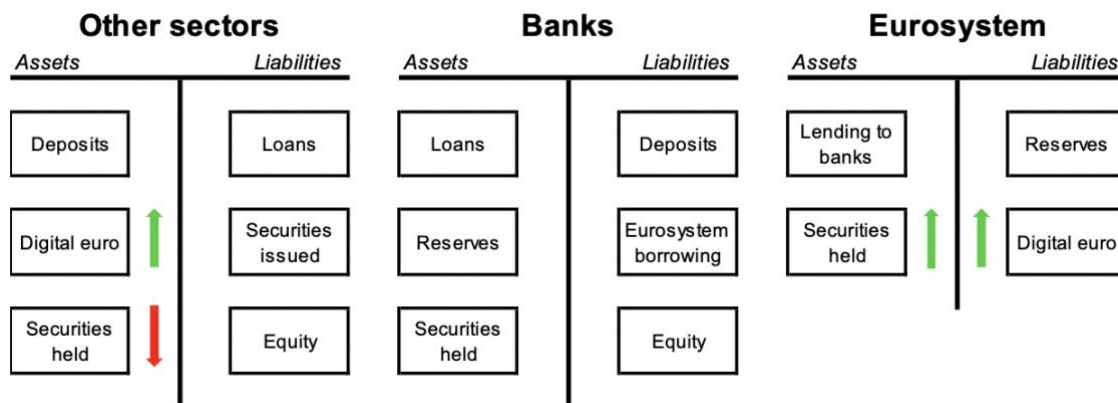 Other sectors
Assets
Liabilities
Deposits
Loans
Digital euro
Securities
issued
Securities
held
Equity
Banks
Assets
Liabilities
Loans
Deposits
Reserves
Eurosystem
borrowing
Securities
held
Equity
Eurosystem
Assets
Liabilities
Lending to
banks
Reserves
Securities
held
Digital euro